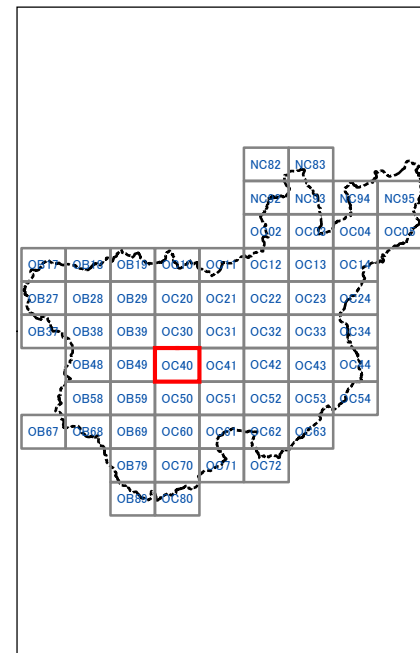 NC82 NC83
NC92 NC93 NC94 NC95
OC02 OC03 OC04 OC05
OB17 OB18 OB19 OC10 OC11 OC12 OC13 OC14
OB27 OB28 OB29 OC20 OC21 OC22 OC23 OC24
OB37 OB38 OB39 OC30 OC31 OC32 OC33 OC34
OB48 OB49 OC40 OC41 OC42 OC43 OC44
OB58 OB59 OC50 OC51 OC52 OC53 OC54
OB67 OB68 OB69 OC60 OC61 OC62 OC63
OB79 OC70 OC71 OC72
OB89 OC80